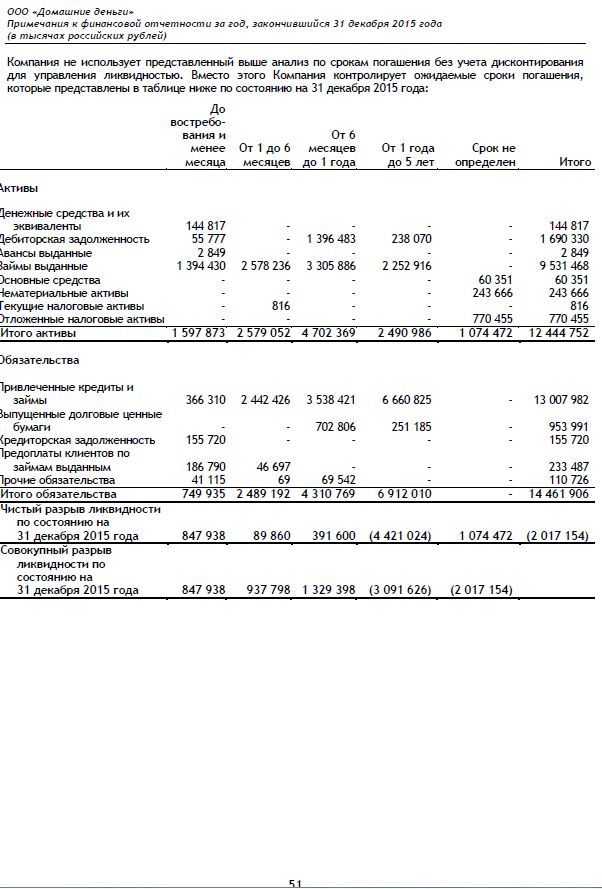 ООО «Домашние деньги»
Примечания к финансовой отчетности за год, закончившийся 31 декабря 2015 года
(в тысячах российских рублей)
Компания не использует представленный выше анализ по срокам погашения без учета дисконтирования
для управления ликвидностью. Вместо этого Компания контролирует ожидаемые сроки погашения,
которые представлены в таблице ниже по состоянию на 31 декабря 2015 года:
До
востребо-
вания и От 6
менее От 1 до 6 месяцев От 1 года Срок не
месяца месяцев до 1 года до 5 лет определен Итого
Активы
Денежные средства и их
эквиваленты 144 817 - - - - 144 817
Дебиторская задолженность 55 777 - 1 396 483 238 070 - 1 690 330
Авансы выданные 2 849 - - - - 2 849
Займы выданные 1 394 430 2 578 236 3 305 886 2 252 916 - 9 531 468
Основные средства - - - - 60 351 60 351
Нематериальные активы - - - - 243 666 243 666
Текущие налоговые активы - 816 - - - 816
Отложенные налоговые активы - - - - 770 455 770 455
Итого активы 1 597 873 2 579 052 4 702 369 2 490 986 1 074 472 12 444 752
Обязательства
Привлеченные кредиты и
займы 366 310 2 442 426 3 538 421 6 660 825 - 13 007 982
Выпущенные долговые ценные
бумаги - - 702 806 251 185 - 953 991
Кредиторская задолженность 155 720 - - - - 155 720
Предоплаты клиентов по
займам выданным 186 790 46 697 - - - 233 487
Прочие обязательства 41 115 69 69 542 - - 110 726
Итого обязательства 749 935 2 489 192 4 310 769 6 912 010 - 14 461 906
Чистый разрыв ликвидности
по состоянию на
31 декабря 2015 года 847 938 89 860 391 600 (4 421 024) 1 074 472 (2 017 154)
Совокупный разрыв
ликвидности по
состоянию на
31 декабря 2015 года 847 938 937 798 1 329 398 (3 091 626) (2 017 154)
51